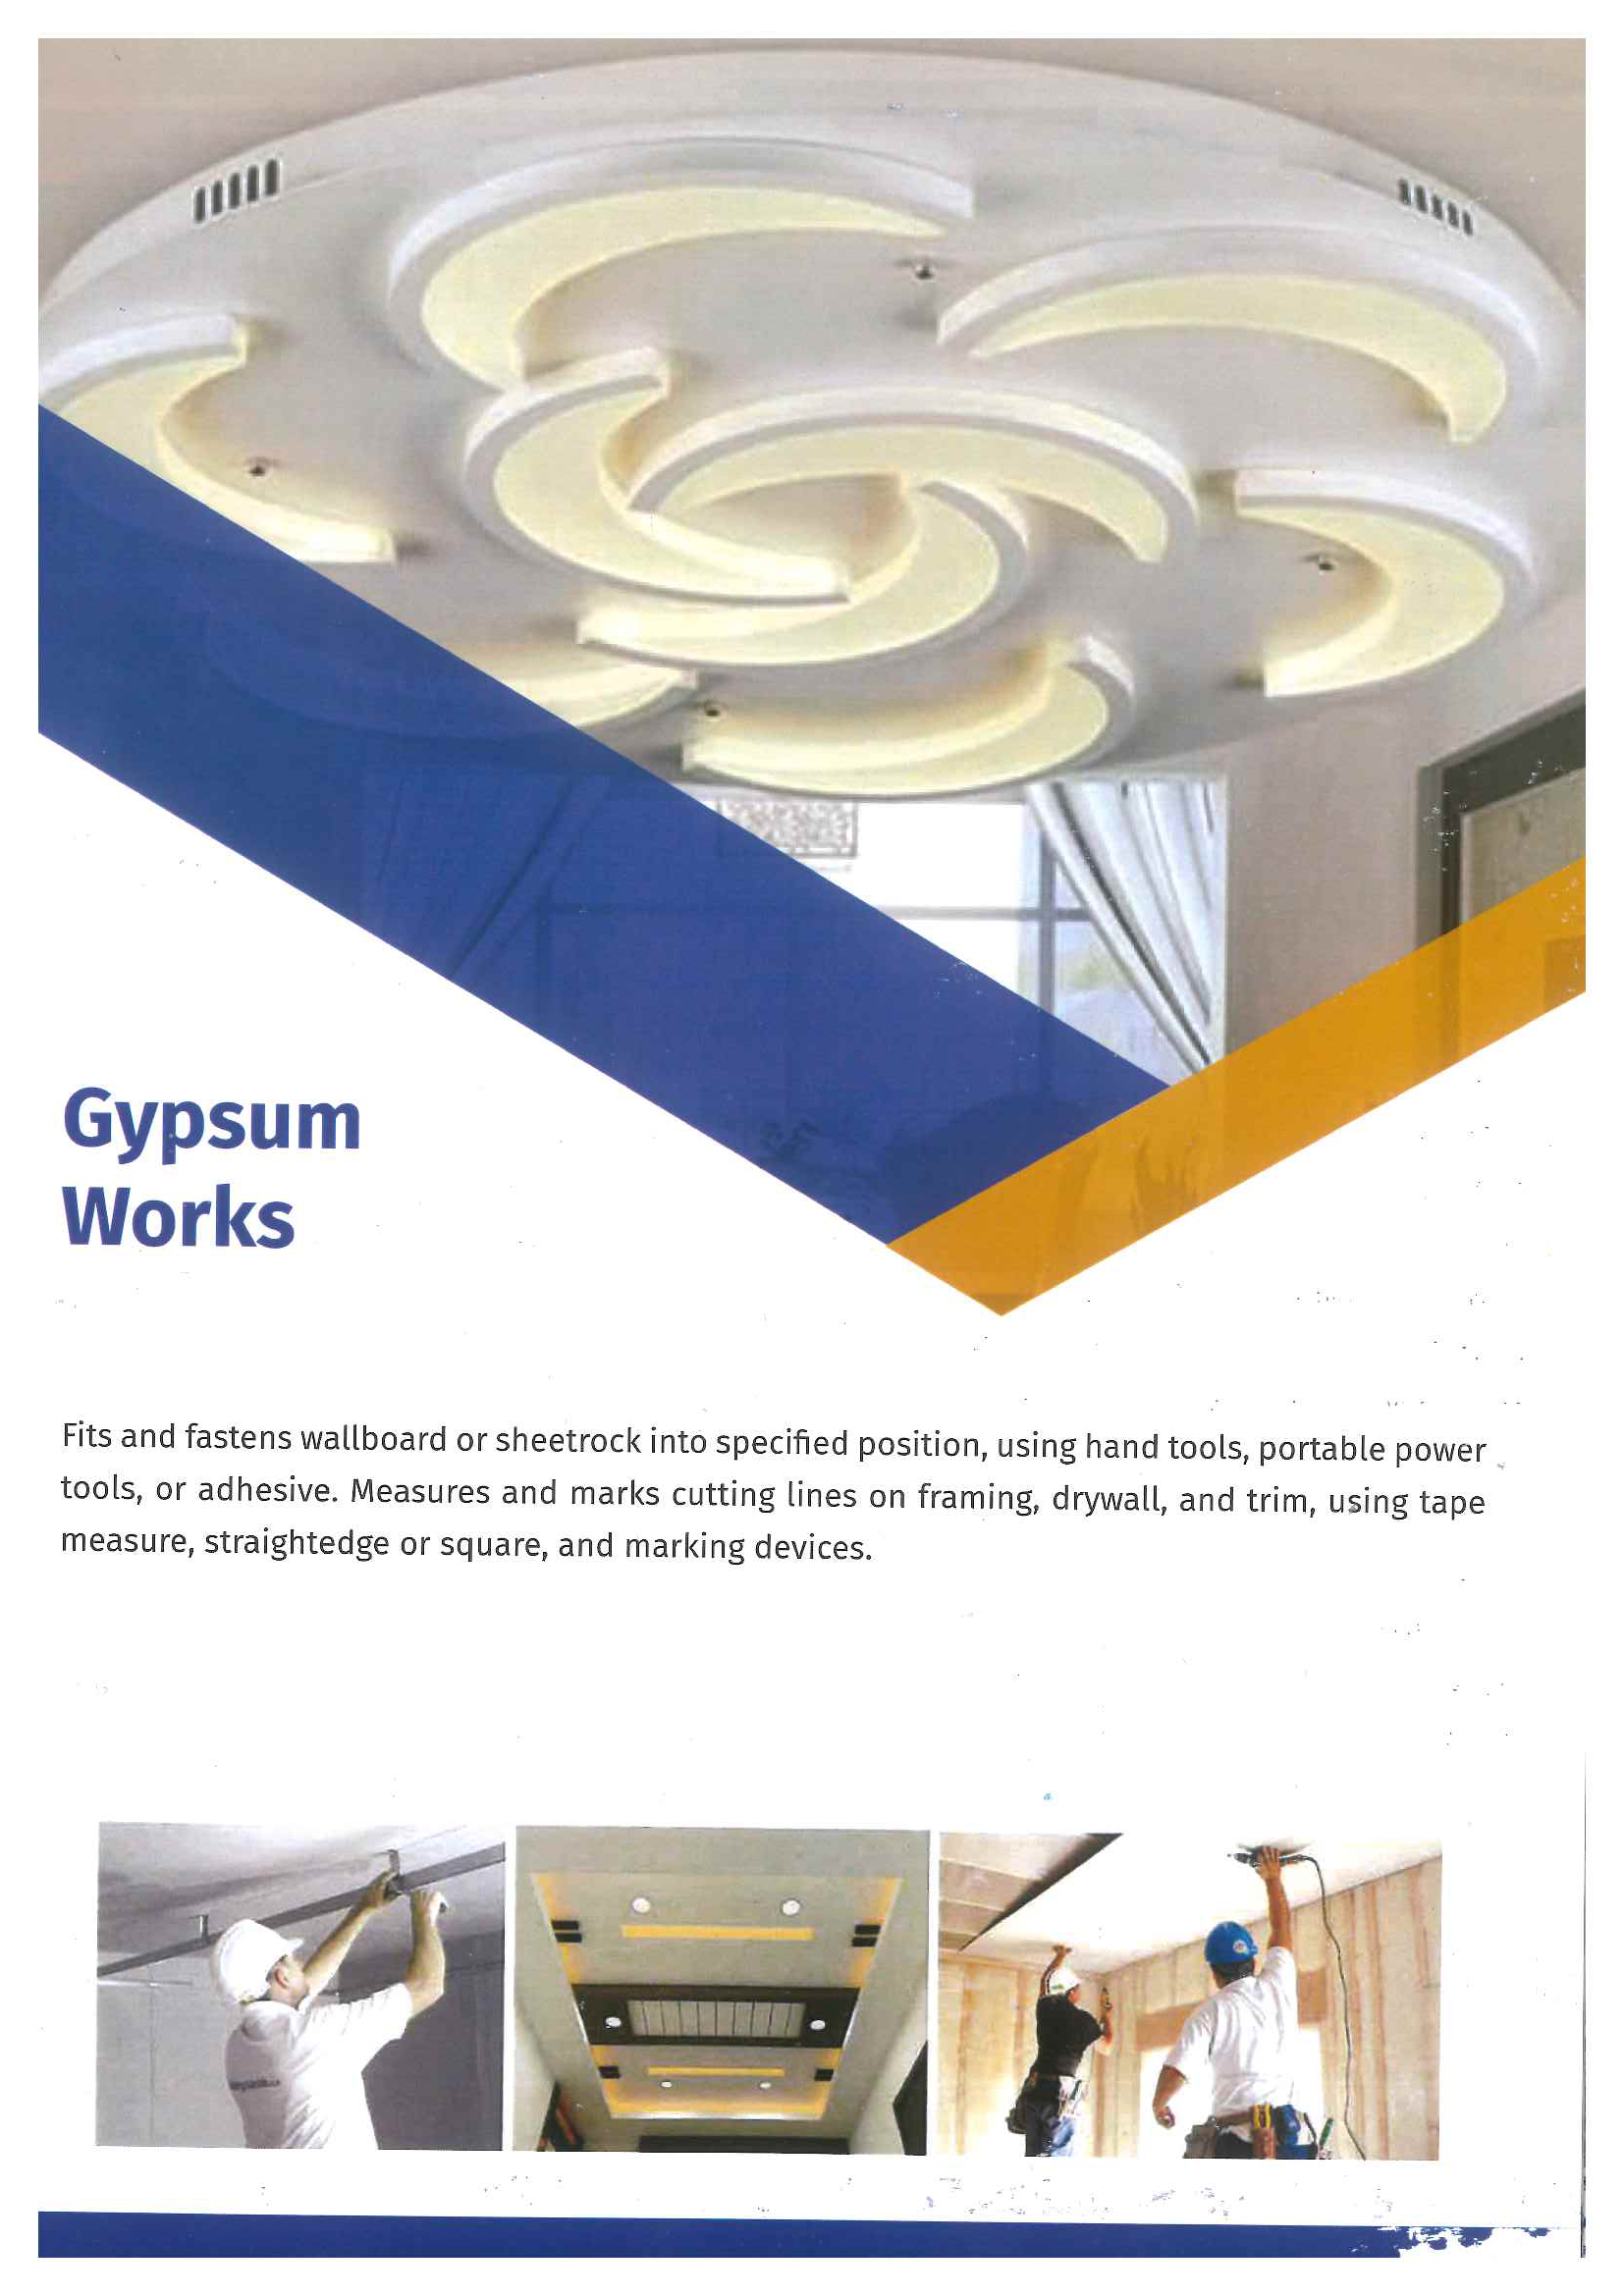 Gypsum
Works
Fits and fastens wallboard or sheetrock into specified position, using hand tools, portable power
tools, or adhesive. Measures and marks cutting lines on framing, drywall, and trim, using tape
measure, straightedge or square, and marking devices.